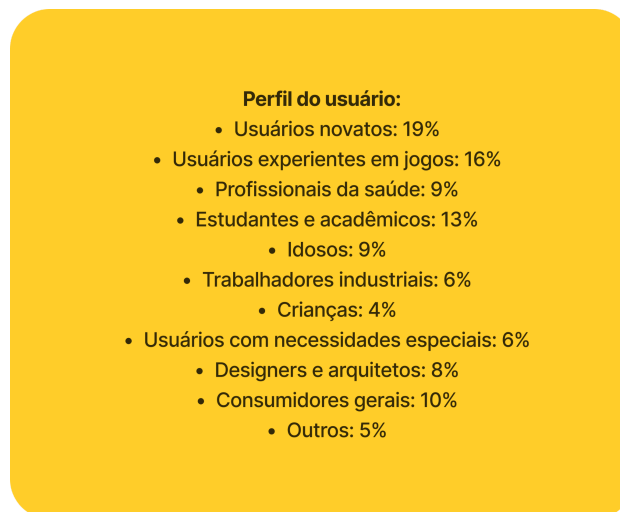 Perfil do usuário:
• Usuários novatos: 19%
• Usuários experientes em jogos: 16%
• Profissionais da saúde: 9%
• Estudantes e acadêmicos: 13%
• Idosos: 9%
• Trabalhadores industriais: 6%
• Crianças: 4%
• Usuários com necessidades especiais: 6%
• Designers e arquitetos: 8%
• Consumidores gerais: 10%
• Outros: 5%